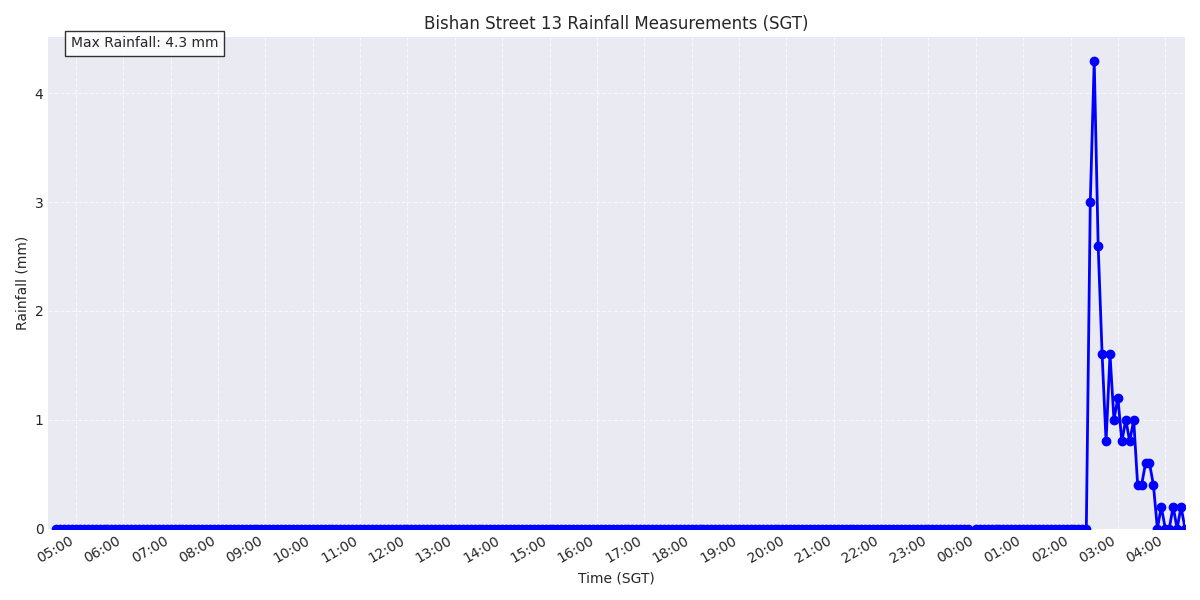 Bishan Street 13 Rainfall Measurements (SGT)
Max Rainfall: 4.3 mm
Rainfall (mm)
4
3
2
1
0
05:00 06:00 07:00 08:00 09:00 10:00 11:00 12:00 13:00 14:00 15:00 16:00 17:00 18:00 19:00 20:00 21:00 22:00 23:00 00:00 01:00 02:00 03:00 04:00
Time (SGT)